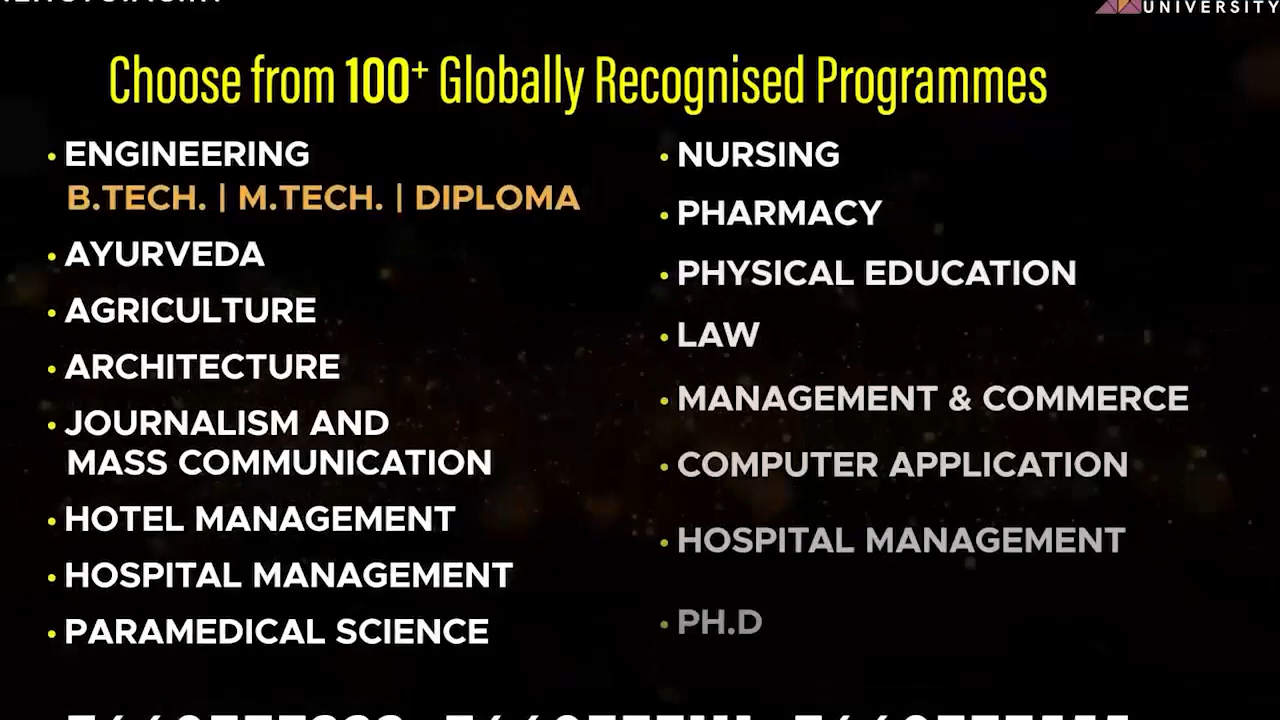 UNIVERSITY
Choose from 100+ Globally Recognised Programmes
• ENGINEERING
B.TECH. | M.TECH. | DIPLOMA
• AYURVEDA
• AGRICULTURE
• ARCHITECTURE
• JOURNALISM AND
MASS COMMUNICATION
• HOTEL MANAGEMENT
• HOSPITAL MANAGEMENT
• PARAMEDICAL SCIENCE
• NURSING
• PHARMACY
• PHYSICAL EDUCATION
• LAW
• MANAGEMENT & COMMERCE
• COMPUTER APPLICATION
• HOSPITAL MANAGEMENT
• PH.D